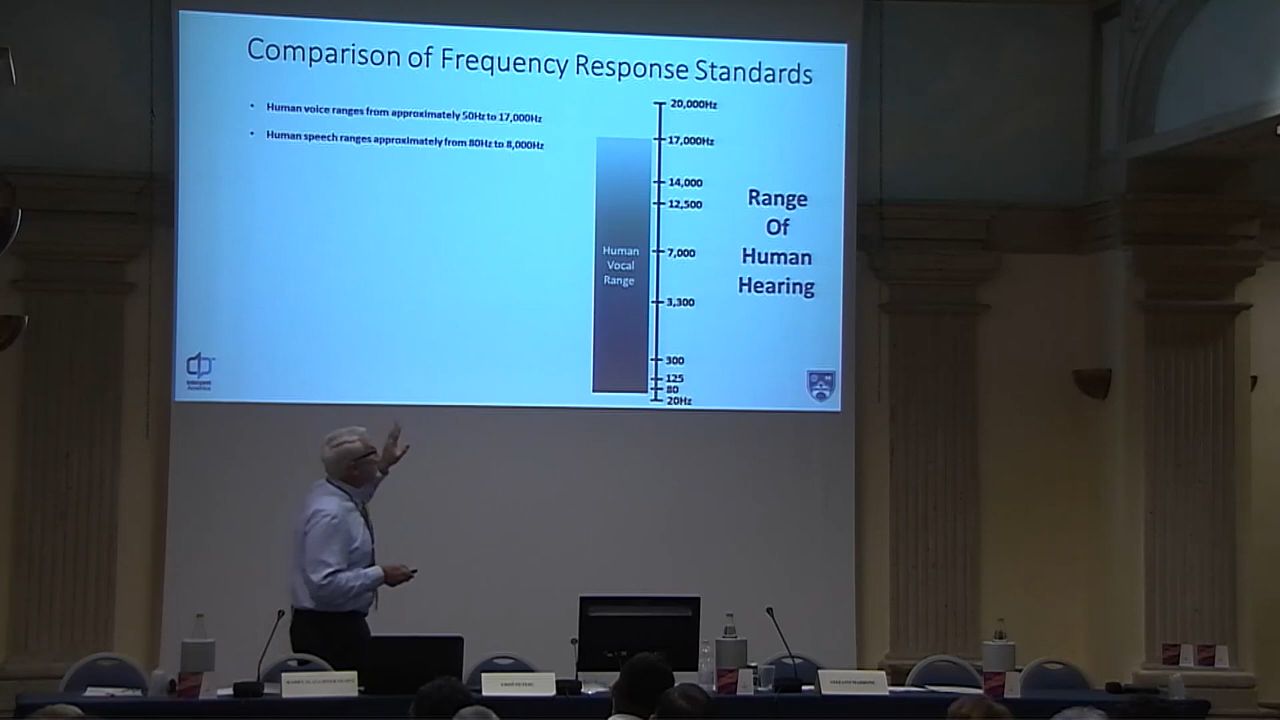 Comparison of Frequency Response Standards
• Human voice ranges from approximately 50Hz to 17,000Hz
• Human speech ranges approximately from 80Hz to 8,000Hz
20,000Hz
17,000Hz
14,000
12,500
7,000
3,300
300
125
80
20Hz
Human
Vocal
Range
Range
Of
Human
Hearing